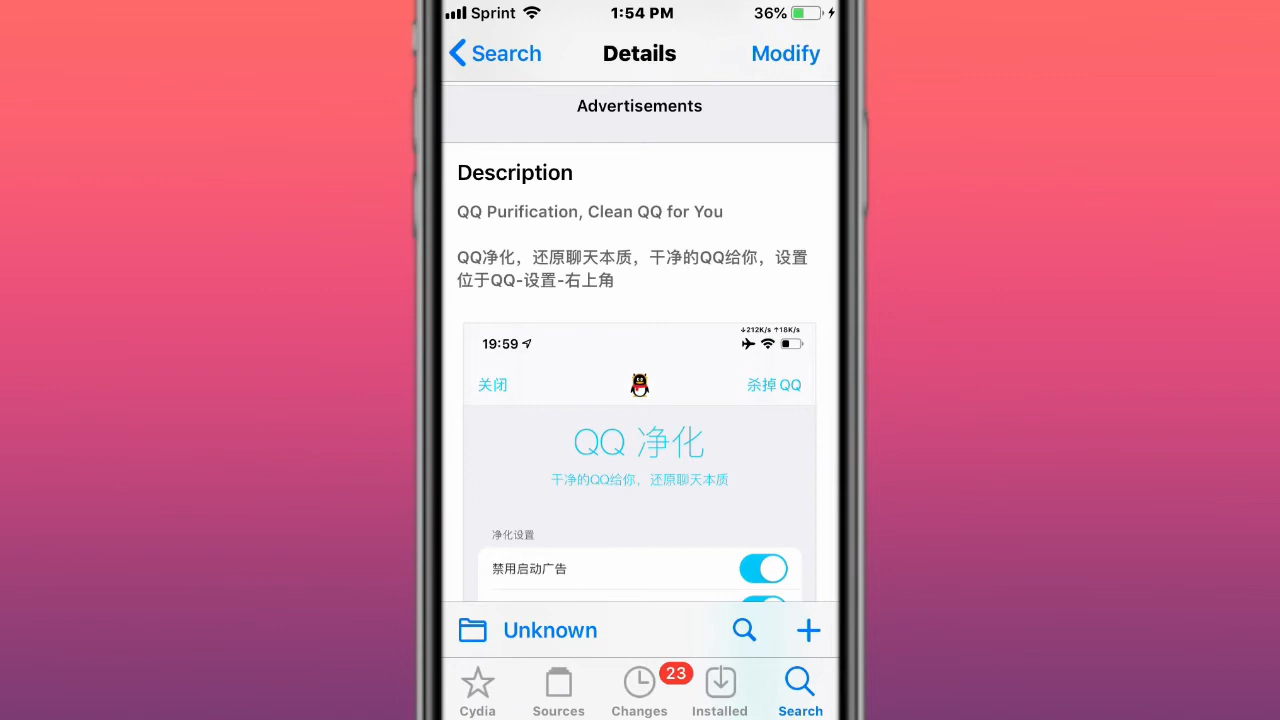 Sprint 1:54 PM 36%
Search Details Modify
Advertisements
Description
QQ Purification, Clean QQ for You
QQ净化，还原聊天本质，干净的QQ给你，设置
位于QQ-设置-右上角
↓212K/s ↑18K/s
19:59
关闭 杀掉 QQ
QQ 净化
干净的QQ给你，还原聊天本质
净化设置
禁用启动广告
Unknown
23
Cydia Sources Changes Installed Search